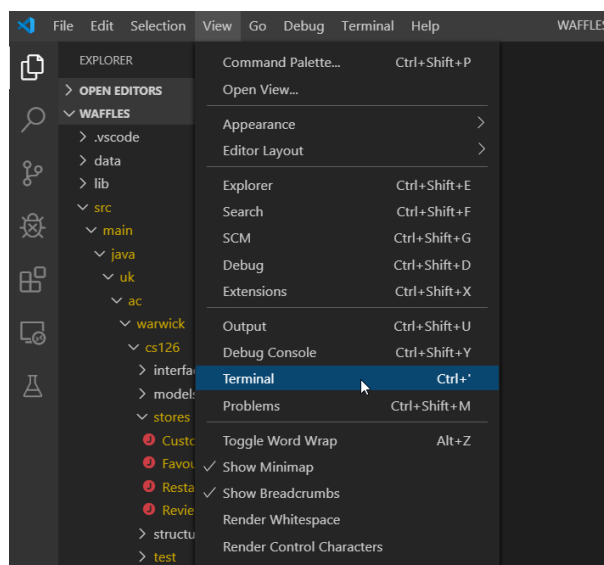 File Edit Selection View Go Debug Terminal Help WAFFLES
EXPLORER
OPEN EDITORS
WAFFLES
.vscode
data
lib
src
main
java
uk
ac
warwick
cs126
interfa
models
stores
Custo
Favou
Resta
Revie
structu
test
Command Palette... Ctrl+Shift+P
Open View...
Appearance
Editor Layout
Explorer Ctrl+Shift+E
Search Ctrl+Shift+F
SCM Ctrl+Shift+G
Debug Ctrl+Shift+D
Extensions Ctrl+Shift+X
Output Ctrl+Shift+U
Debug Console Ctrl+Shift+Y
Terminal Ctrl+'
Problems Ctrl+Shift+M
Toggle Word Wrap Alt+Z
Show Minimap
Show Breadcrumbs
Render Whitespace
Render Control Characters